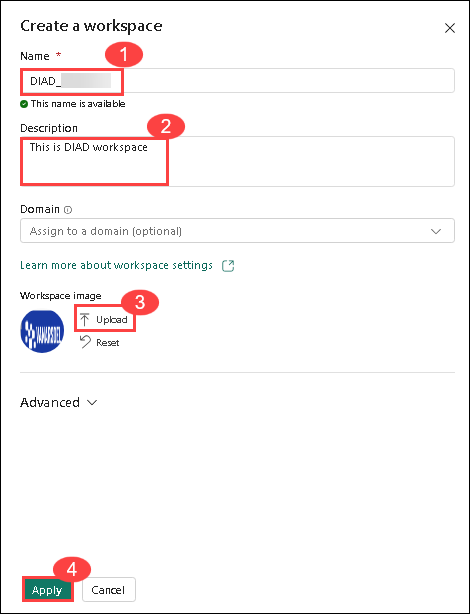 Create a workspace
Name *
1
DIAD_
This name is available
Description
2
This is DIAD workspace
Domain
Assign to a domain (optional)
Learn more about workspace settings
Workspace image
3
VANARSDEL
Upload
Reset
Advanced
4
Apply
Cancel